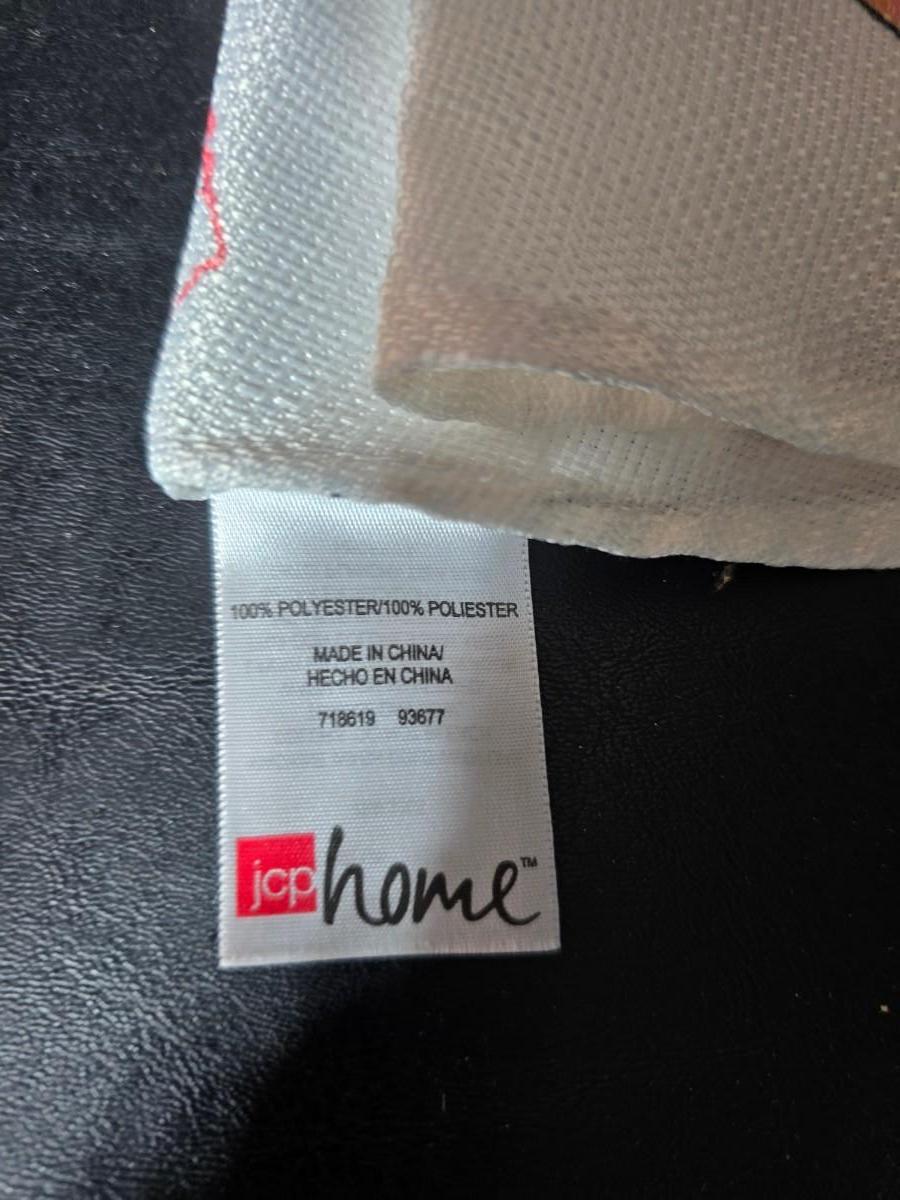 100% POLYESTER/100% POLIESTER
MADE IN CHINA/
HECHO EN CHINA
718619 93677
jcp home™